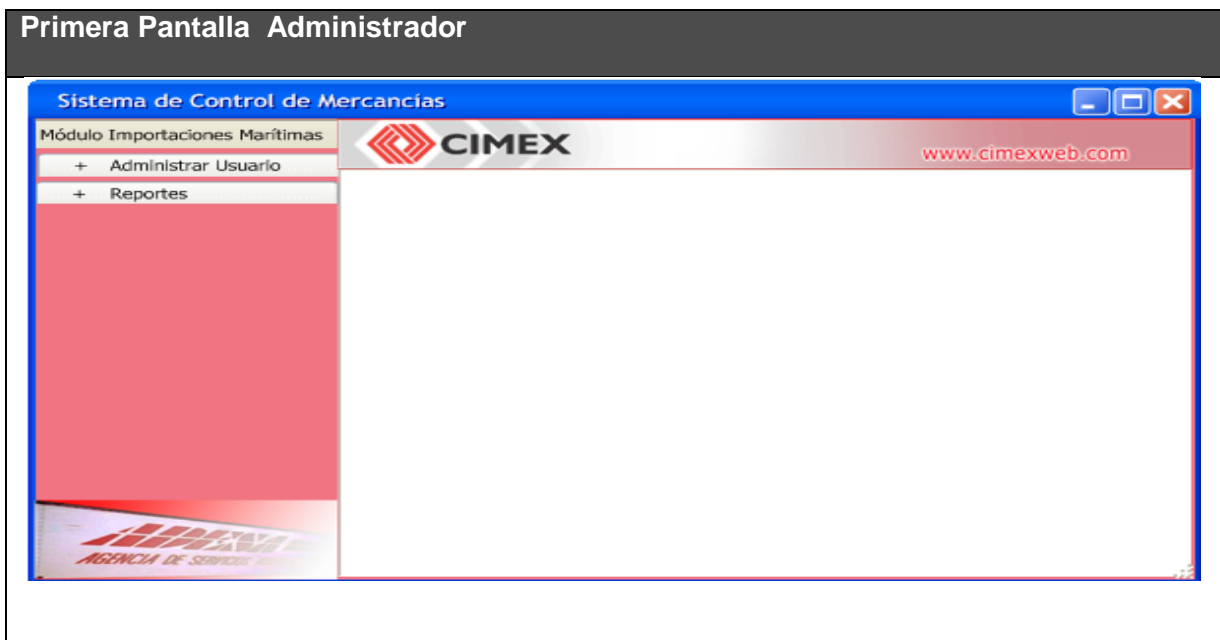 Primera Pantalla  Administrador
Sistema de Control de Mercancías
Módulo Importaciones Marítimas
CIMEX
www.cimexweb.com
+ Administrar Usuario
+ Reportes
AGENCIA DE